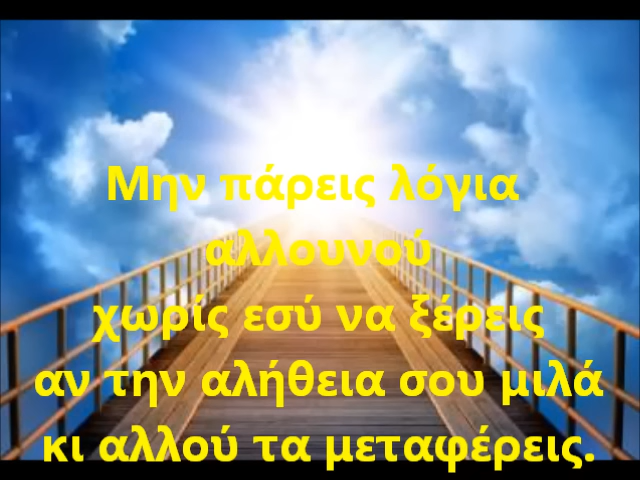 Μην πάρεις λόγια
αλλουνού
χωρίς εσύ να ξέρεις
αν την αλήθεια σου μιλά
κι αλλού τα μεταφέρεις.